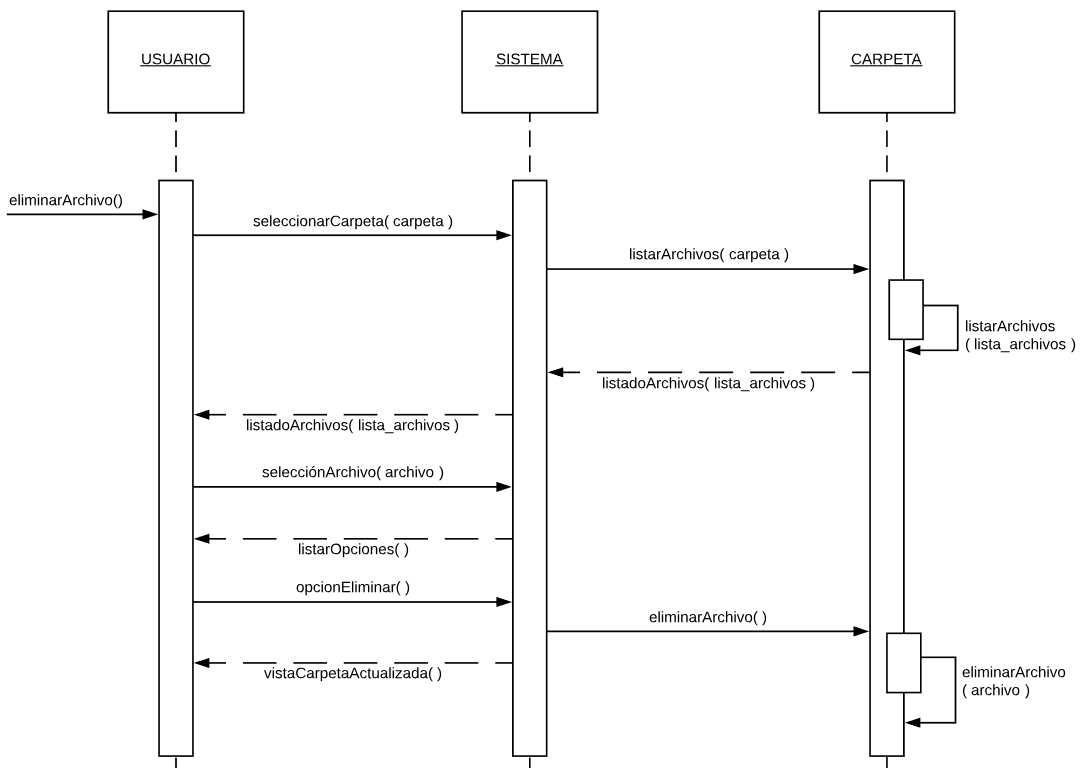 USUARIO
SISTEMA
CARPETA
eliminarArchivo()
seleccionarCarpeta( carpeta )
listarArchivos( carpeta )
listarArchivos
( lista_archivos )
listadoArchivos( lista_archivos )
listadoArchivos( lista_archivos )
selecciónArchivo( archivo )
listarOpciones( )
opcionEliminar( )
eliminarArchivo( )
vistaCarpetaActualizada( )
eliminarArchivo
( archivo )